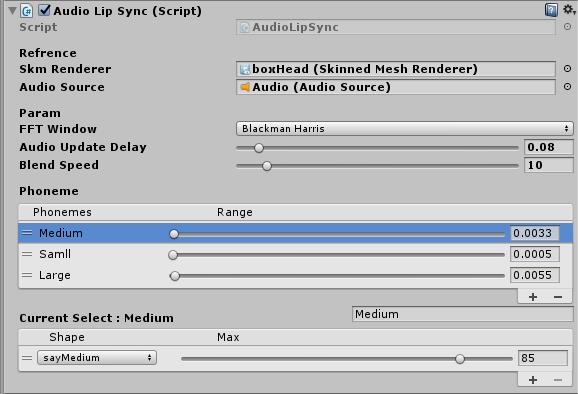 Audio Lip Sync (Script)
Script AudioLipSync
Refrence
Skm Renderer boxHead (Skinned Mesh Renderer)
Audio Source Audio (Audio Source)
Param
FFT Window Blackman Harris
Audio Update Delay 0.08
Blend Speed 10
Phoneme
Phonemes Range
Medium 0.0033
Samll 0.0005
Large 0.0055
Current Select : Medium Medium
Shape Max
sayMedium 85